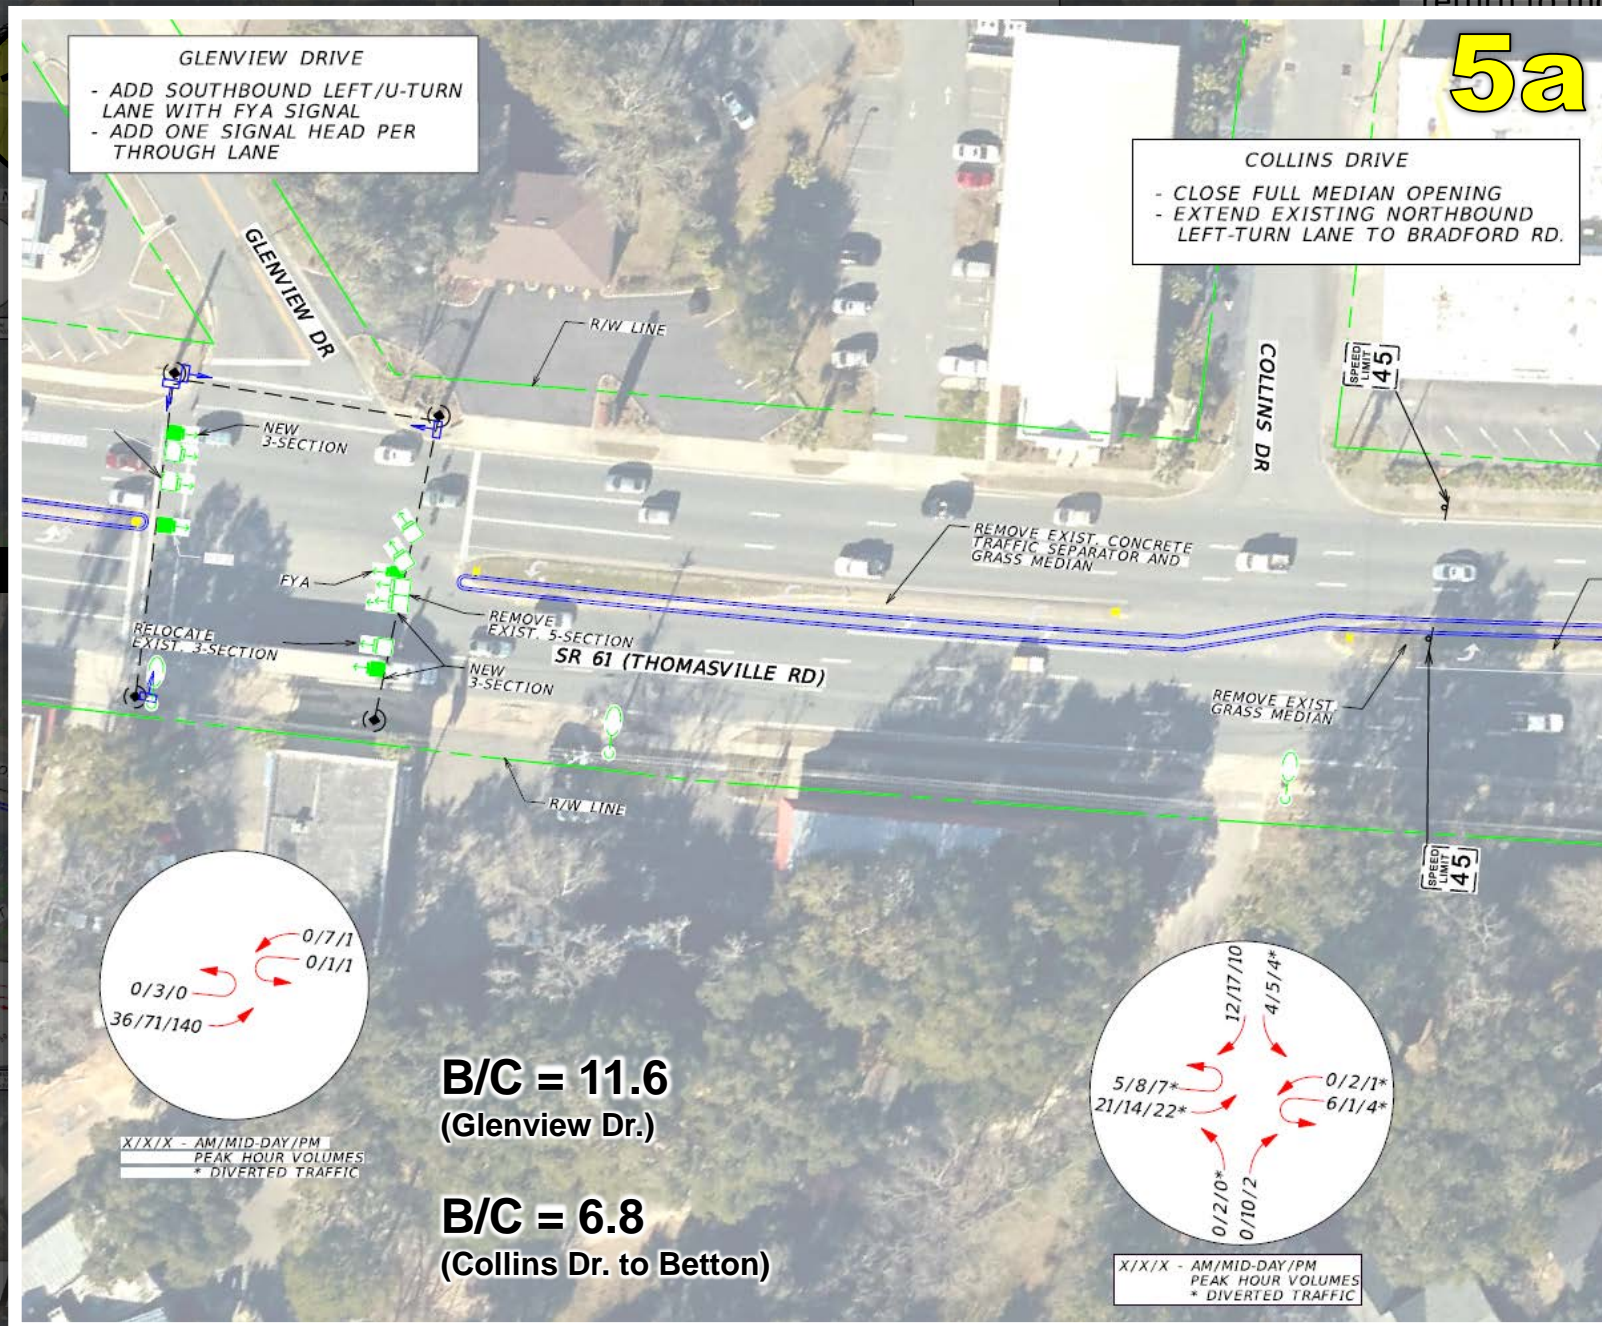 5a
GLENVIEW DRIVE
- ADD SOUTHBOUND LEFT/U-TURN
LANE WITH FYA SIGNAL
- ADD ONE SIGNAL HEAD PER
THROUGH LANE
COLLINS DRIVE
- CLOSE FULL MEDIAN OPENING
- EXTEND EXISTING NORTHBOUND
LEFT-TURN LANE TO BRADFORD RD.
GLENVIEW DR
R/W LINE
COLLINS DR
SPEED
LIMIT
45
NEW
3-SECTION
REMOVE EXIST. CONCRETE
TRAFFIC SEPARATOR AND
GRASS MEDIAN
FYA
REMOVE
EXIST. 5-SECTION
RELOCATE
EXIST. 3-SECTION
SR 61 (THOMASVILLE RD)
NEW
3-SECTION
REMOVE EXIST.
GRASS MEDIAN
R/W LINE
SPEED
LIMIT
45
0/7/1
0/1/1
0/3/0
36/71/140
X/X/X - AM/MID-DAY/PM
PEAK HOUR VOLUMES
* DIVERTED TRAFFIC
B/C = 11.6
(Glenview Dr.)
B/C = 6.8
(Collins Dr. to Betton)
12/17/10
4/5/4*
5/8/7*
21/14/22*
0/2/1*
6/1/4*
0/2/0*
0/10/2
X/X/X - AM/MID-DAY/PM
PEAK HOUR VOLUMES
* DIVERTED TRAFFIC